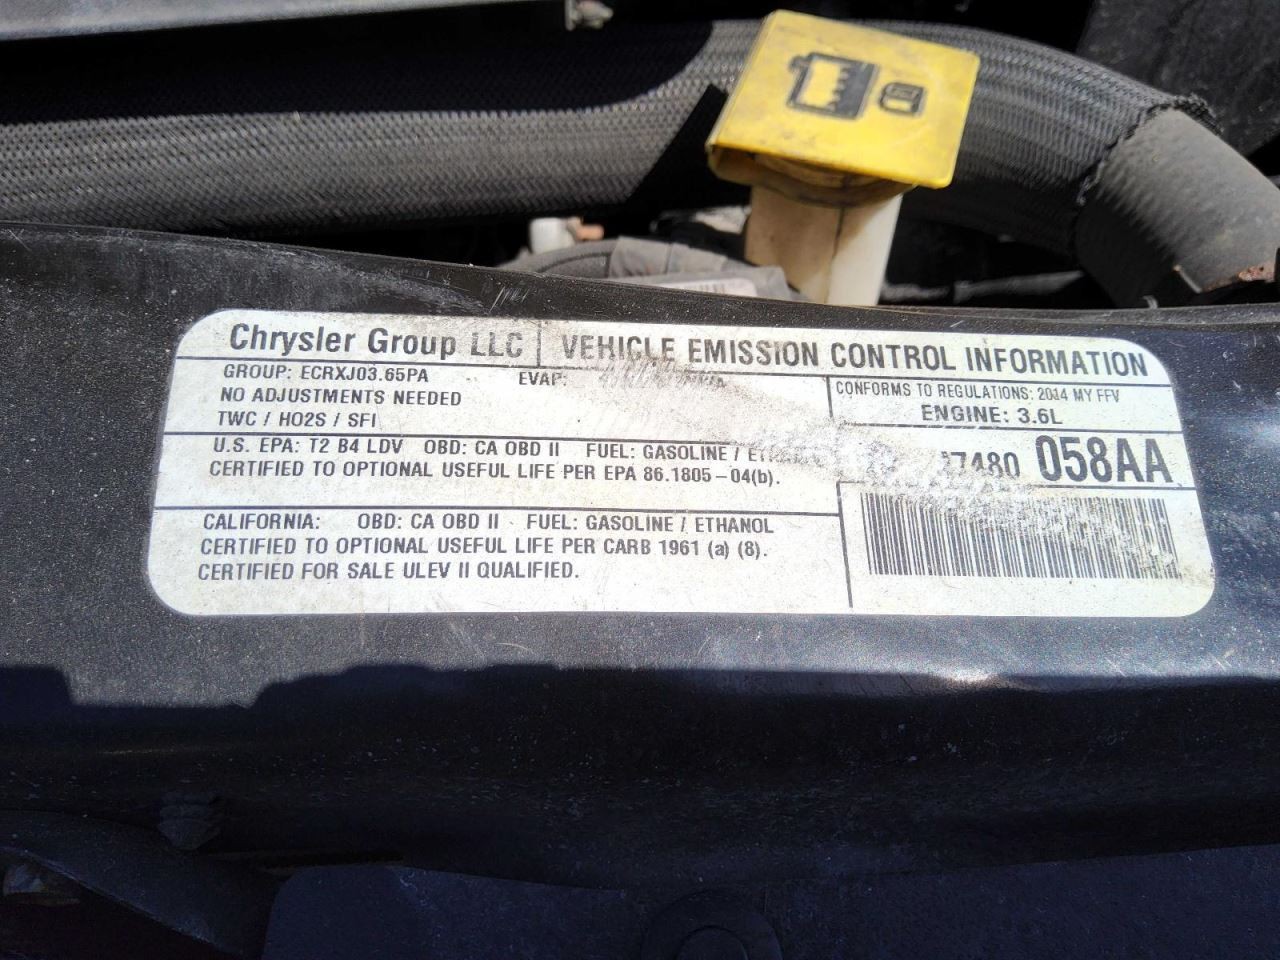 Chrysler Group LLC VEHICLE EMISSION CONTROL INFORMATION
GROUP: ECRXJ03.65PA EVAP:
NO ADJUSTMENTS NEEDED
TWC / HO2S / SFI
CONFORMS TO REGULATIONS: 2014 MY FFV
ENGINE: 3.6L
U.S. EPA: T2 B4 LDV OBD: CA OBD II FUEL: GASOLINE /
CERTIFIED TO OPTIONAL USEFUL LIFE PER EPA 86.1805-04(b).
058AA
CALIFORNIA: OBD: CA OBD II FUEL: GASOLINE / ETHANOL
CERTIFIED TO OPTIONAL USEFUL LIFE PER CARB 1961 (a) (8).
CERTIFIED FOR SALE ULEV II QUALIFIED.